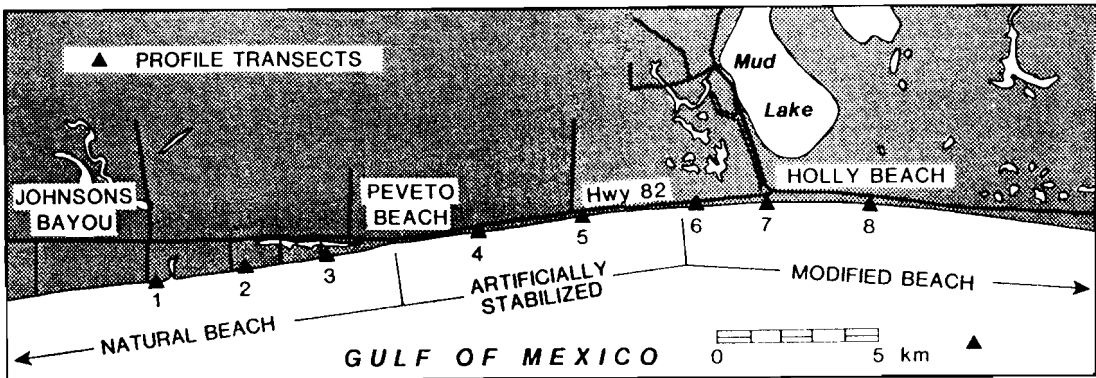 ▲ PROFILE TRANSECTS
Mud
Lake
JOHNSONS
BAYOU
PEVETO
BEACH
Hwy 82
HOLLY BEACH
1
2
3
4
5
6
7
8
NATURAL BEACH
ARTIFICIALLY
STABILIZED
MODIFIED BEACH
GULF OF MEXICO
0 5 km